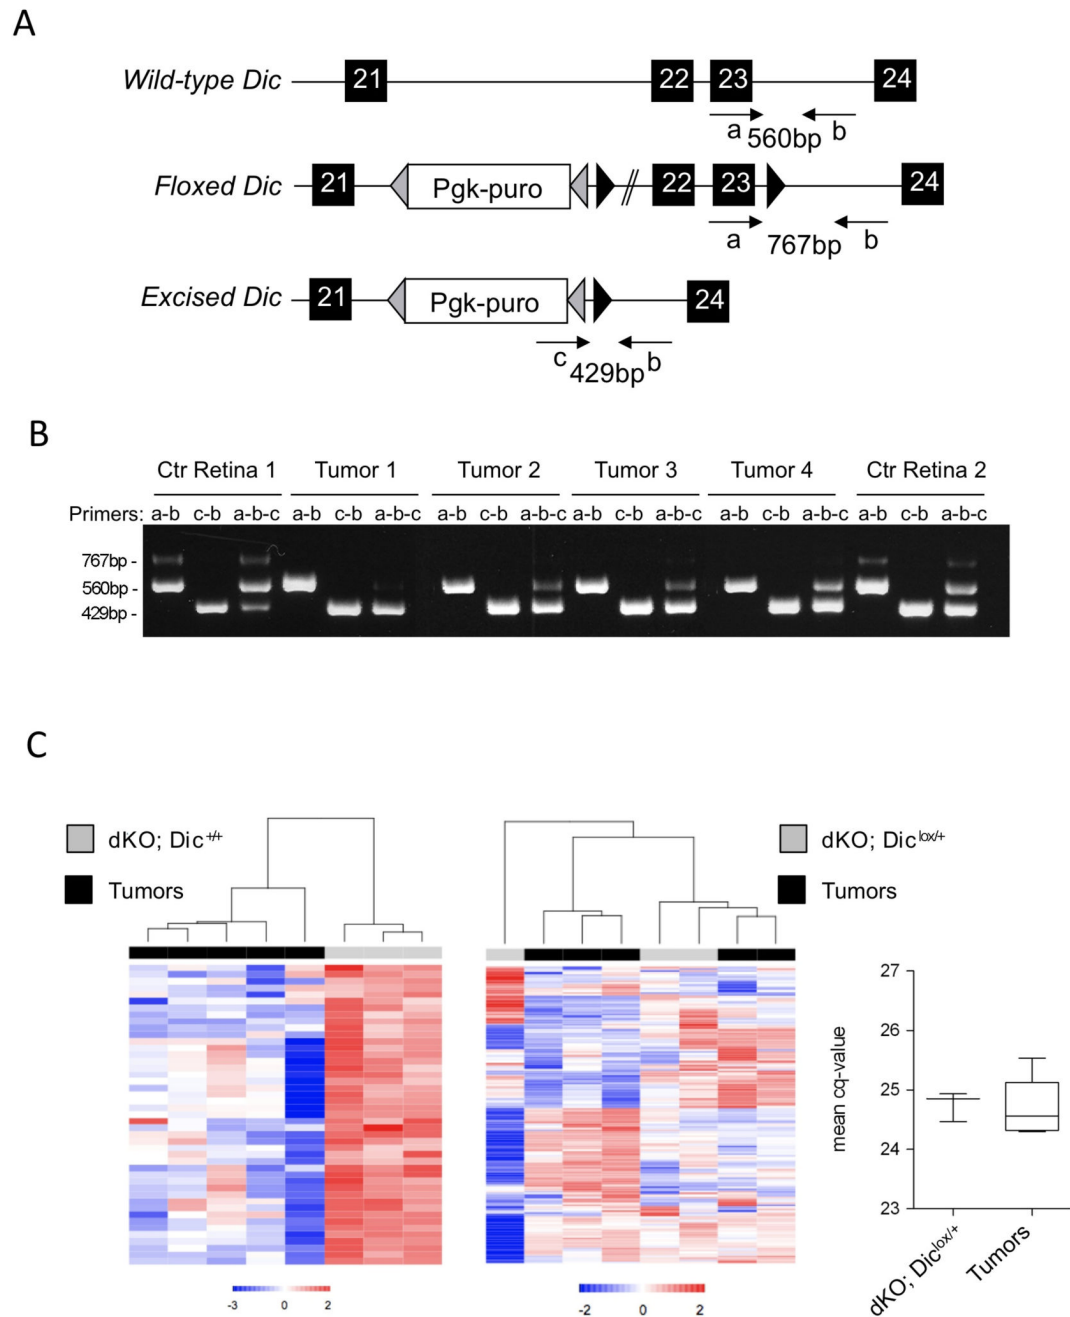 A
Wild-type Dic 21 22 23 24
a 560bp b
Floxed Dic 21 Pgk-puro 22 23 24
a 767bp b
Excised Dic 21 Pgk-puro 24
c 429bp b
B
Ctr Retina 1 Tumor 1 Tumor 2 Tumor 3 Tumor 4 Ctr Retina 2
Primers: a-b c-b a-b-c a-b c-b a-b-c a-b c-b a-b-c a-b c-b a-b-c a-b c-b a-b-c a-b c-b a-b-c
767bp -
560bp -
429bp -
C
dKO; Dic+/+
Tumors
dKO; Diclox/+
Tumors
-3 0 2
-2 0 2
mean cq-value
27
26
25
24
23
dKO; Diclox/+
Tumors